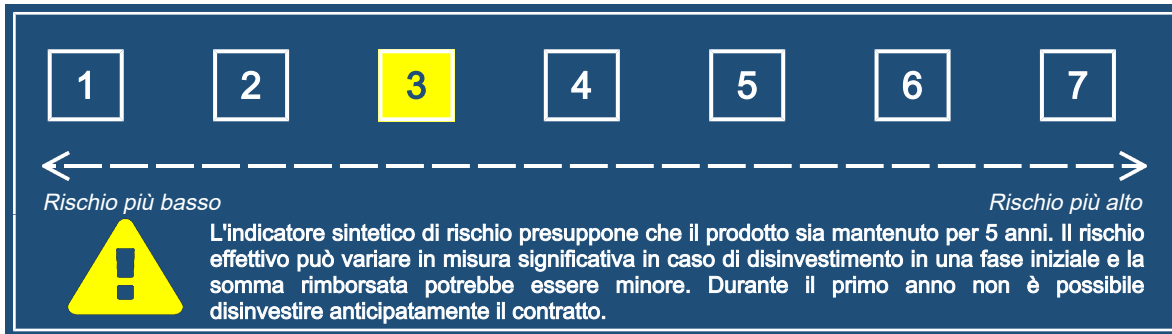 1 2 3 4 5 6 7
Rischio più basso Rischio più alto
!
L'indicatore sintetico di rischio presuppone che il prodotto sia mantenuto per 5 anni. Il rischio
effettivo può variare in misura significativa in caso di disinvestimento in una fase iniziale e la
somma rimborsata potrebbe essere minore. Durante il primo anno non è possibile
disinvestire anticipatamente il contratto.